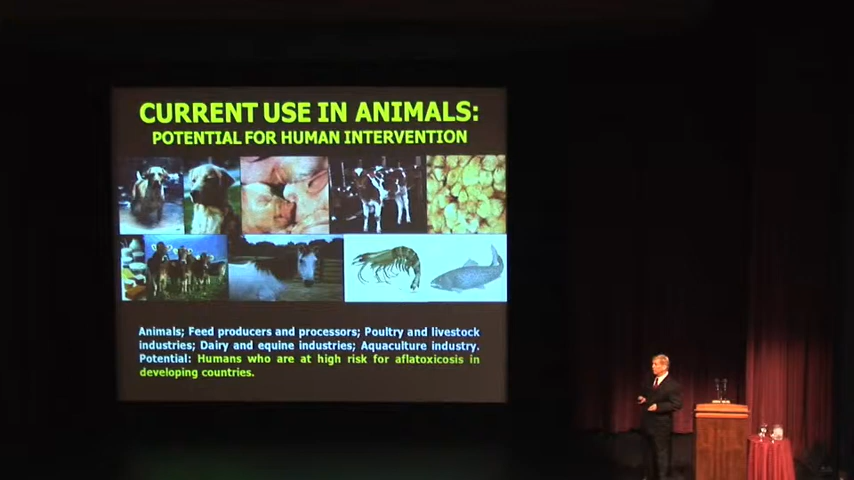 CURRENT USE IN ANIMALS:
POTENTIAL FOR HUMAN INTERVENTION
Animals; Feed producers and processors; Poultry and livestock
industries; Dairy and equine industries; Aquaculture industry.
Potential: Humans who are at high risk for aflatoxicosis in
developing countries.